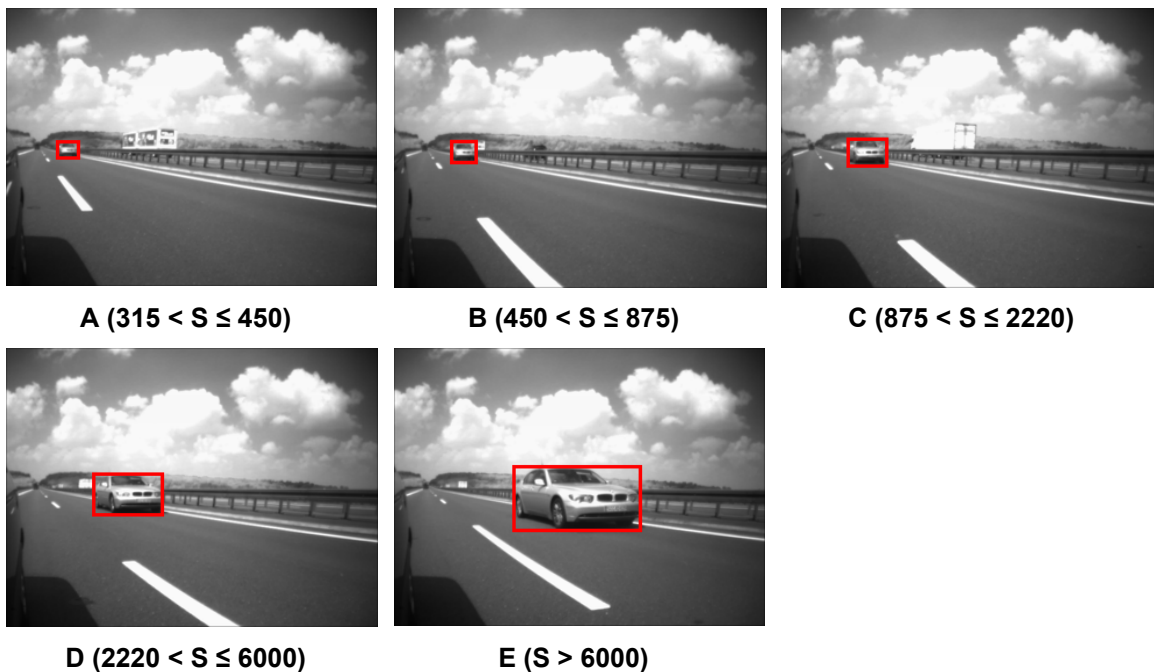 A (315 < S ≤ 450)
B (450 < S ≤ 875)
C (875 < S ≤ 2220)
D (2220 < S ≤ 6000)
E (S > 6000)